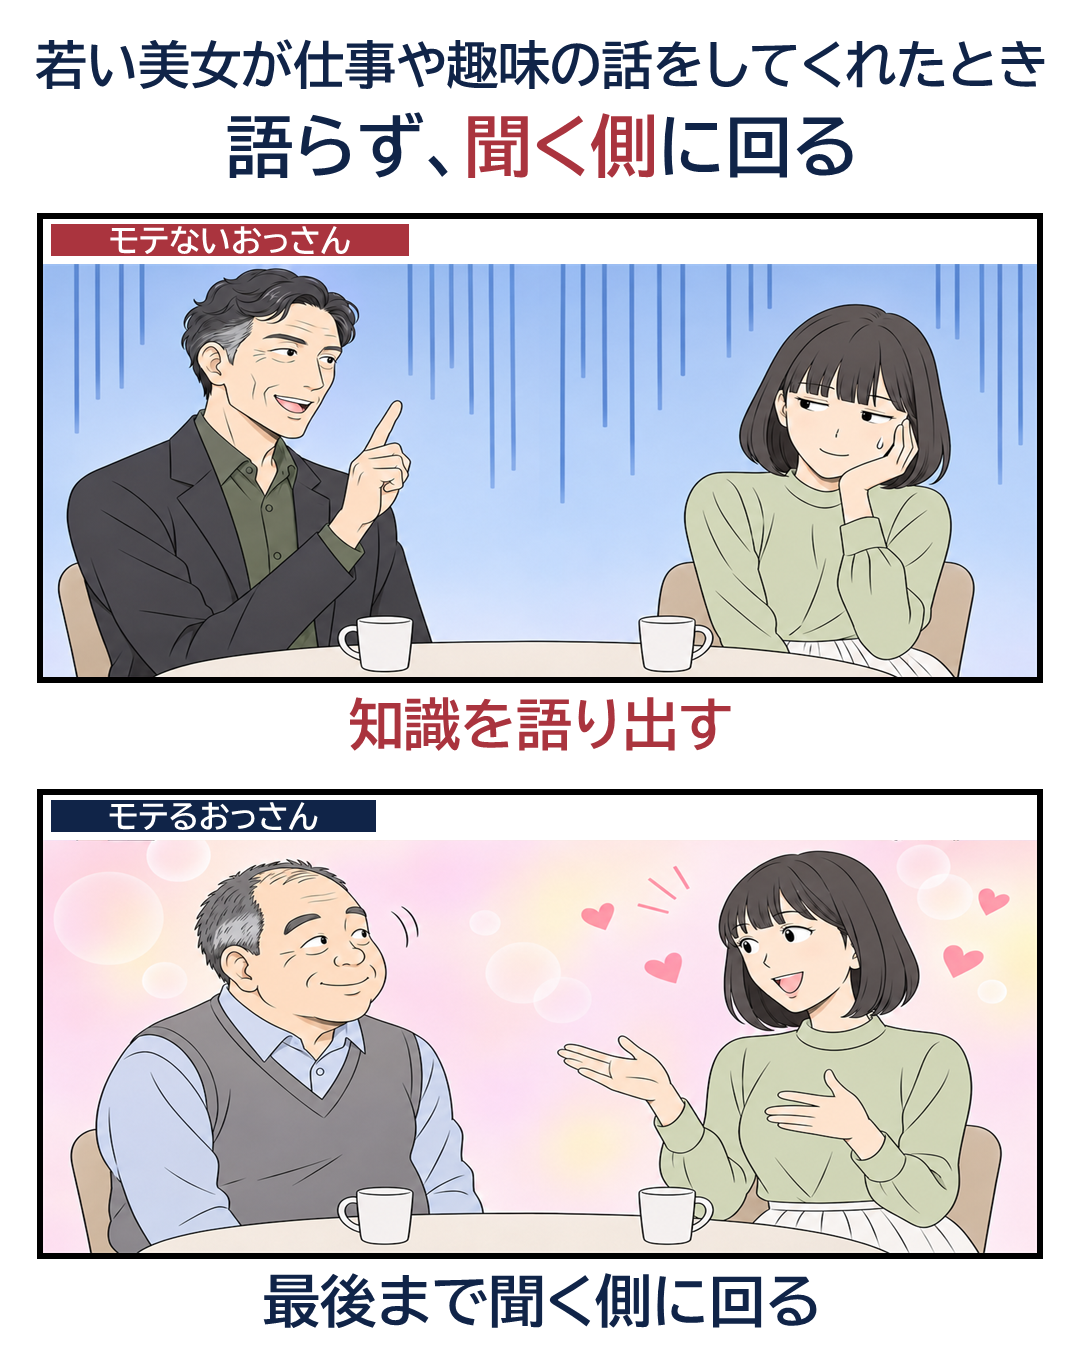 若い美女が仕事や趣味の話をしてくれたとき
語らず、聞く側に回る
モテないおっさん
知識を語り出す
モテるおっさん
最後まで聞く側に回る